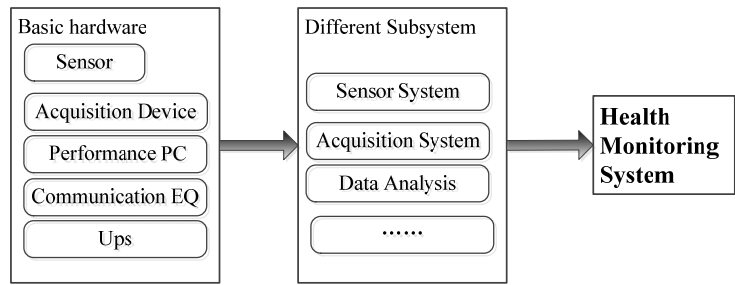 Basic hardware
Sensor
Acquisition Device
Performance PC
Communication EQ
Ups
Different Subsystem
Sensor System
Acquisition System
Data Analysis
······
Health
Monitoring
System